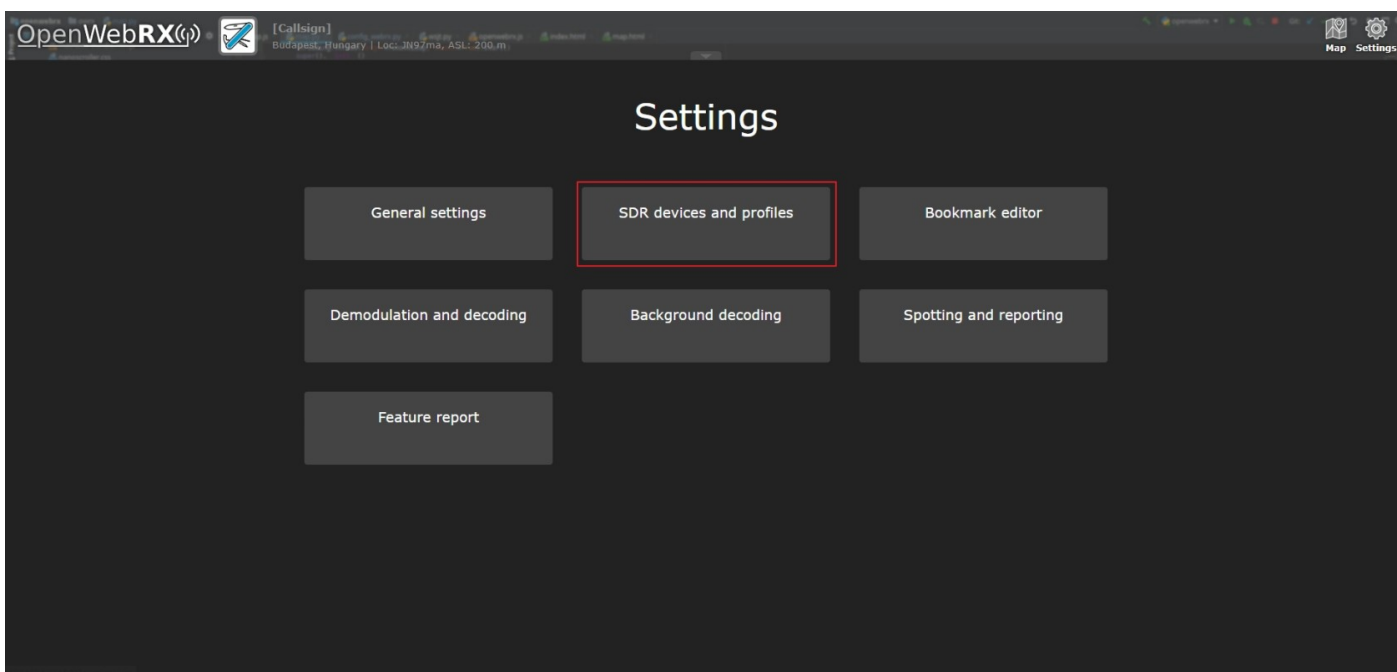 OpenWebRX
[Callsign]
Budapest, Hungary | Loc: JN97ma, ASL: 200 m
Map
Settings
Settings
General settings
SDR devices and profiles
Bookmark editor
Demodulation and decoding
Background decoding
Spotting and reporting
Feature report